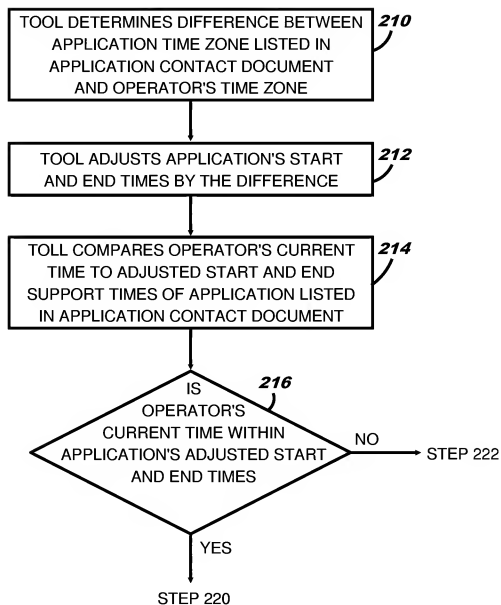 TOOL DETERMINES DIFFERENCE BETWEEN
APPLICATION TIME ZONE LISTED IN
APPLICATION CONTACT DOCUMENT
AND OPERATOR'S TIME ZONE
210
TOOL ADJUSTS APPLICATION'S START
AND END TIMES BY THE DIFFERENCE
212
TOLL COMPARES OPERATOR'S CURRENT
TIME TO ADJUSTED START AND END
SUPPORT TIMES OF APPLICATION LISTED
IN APPLICATION CONTACT DOCUMENT
214
216
IS
OPERATOR'S
CURRENT TIME WITHIN
APPLICATION'S ADJUSTED START
AND END TIMES
NO
STEP 222
YES
STEP 220